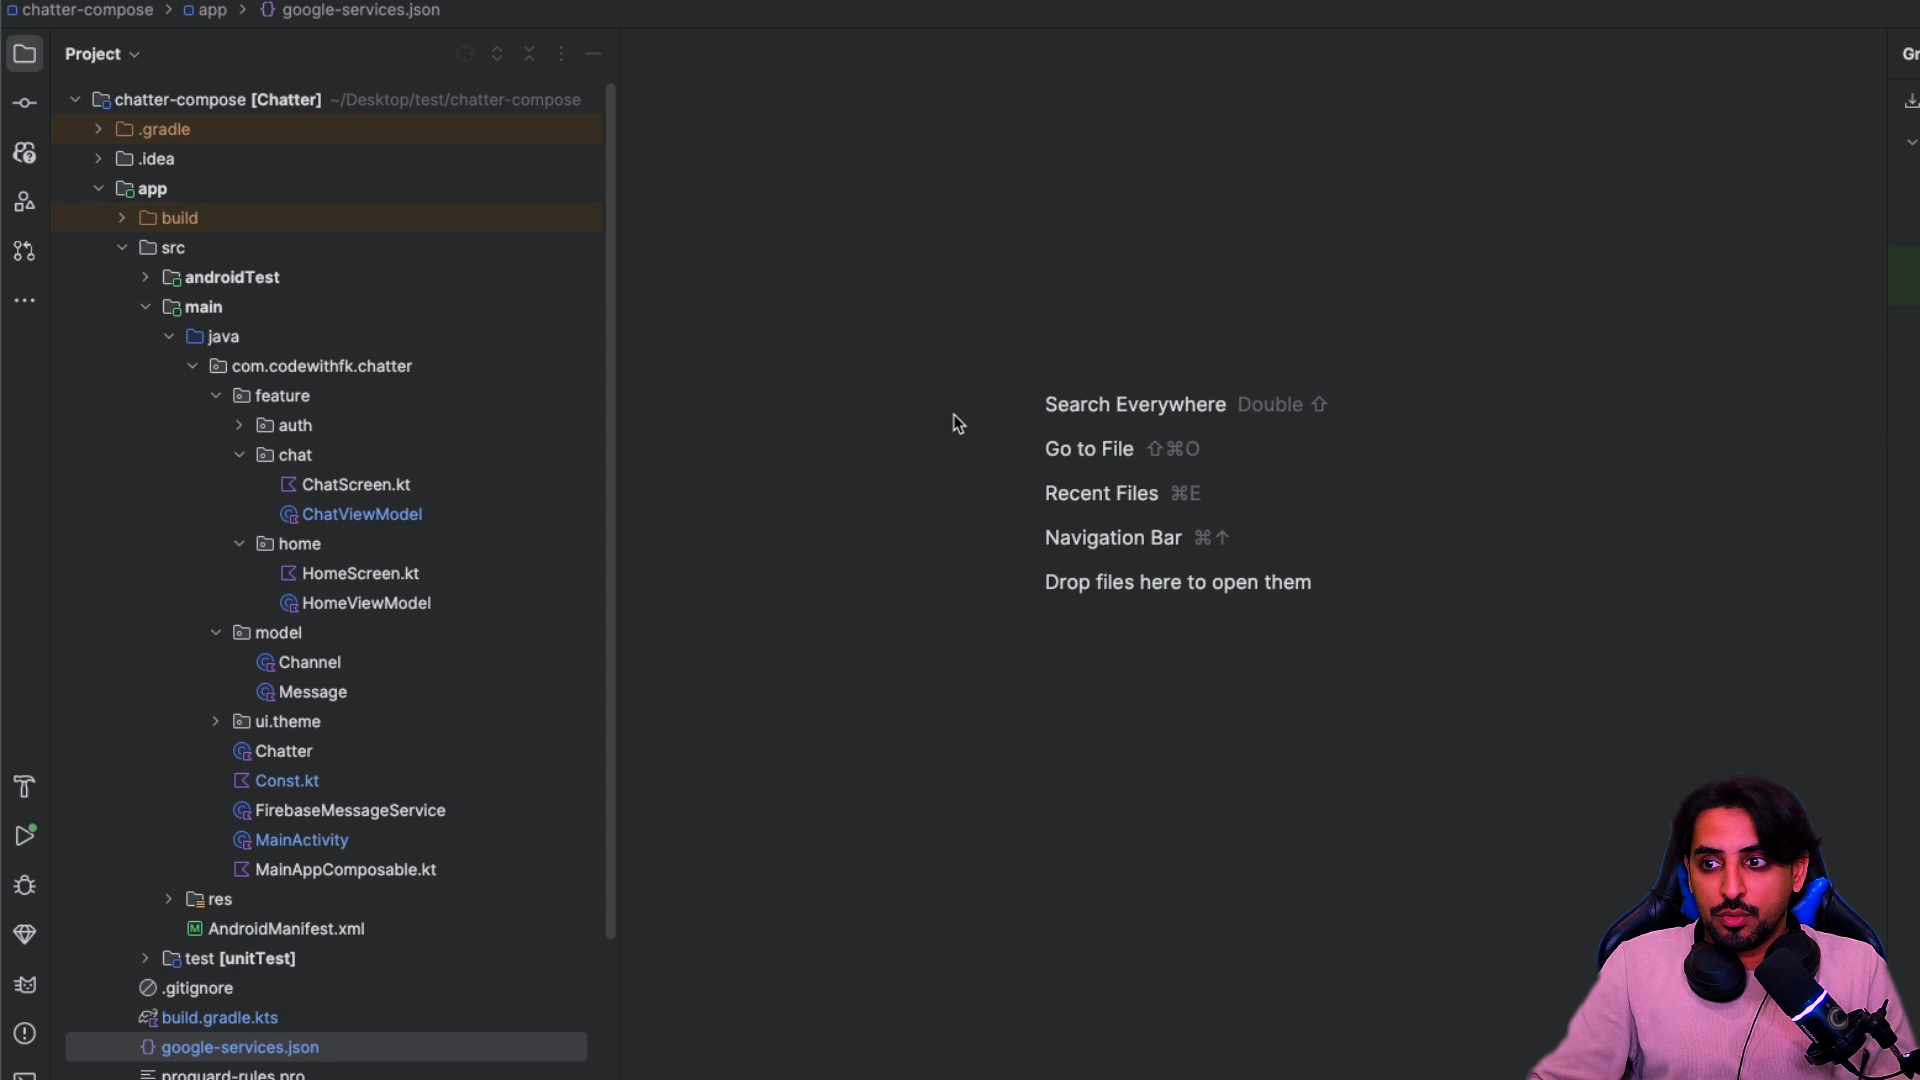 chatter-compose > app > {} google-services.json
Project
Gr
chatter-compose [Chatter] ~/Desktop/test/chatter-compose
.gradle
.idea
app
build
src
androidTest
main
java
com.codewithfk.chatter
feature
auth
chat
ChatScreen.kt
ChatViewModel
home
HomeScreen.kt
HomeViewModel
model
Channel
Message
ui.theme
Chatter
Const.kt
FirebaseMessageService
MainActivity
MainAppComposable.kt
res
AndroidManifest.xml
test [unitTest]
.gitignore
build.gradle.kts
{} google-services.json
proguard-rules.pro
Search Everywhere Double ⇧
Go to File ⇧⌘O
Recent Files ⌘E
Navigation Bar ⌘↑
Drop files here to open them